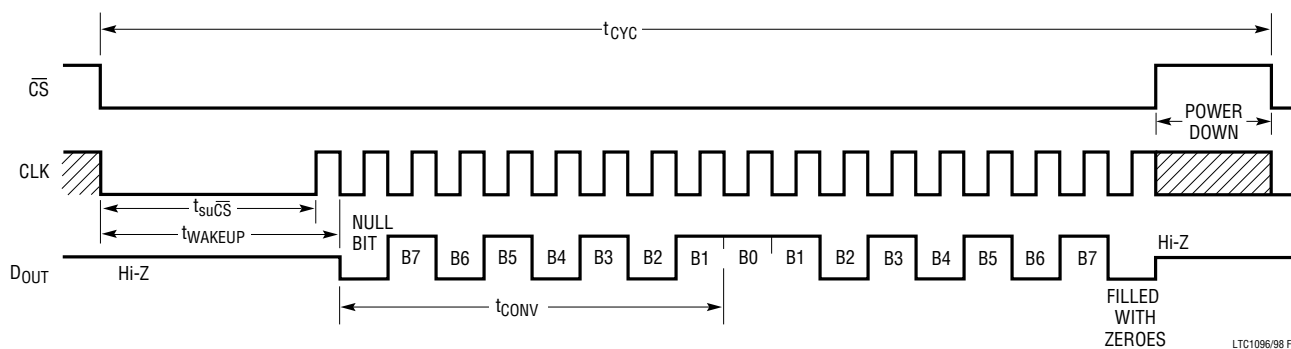 tCYC
CS
POWER
DOWN
CLK
tsuCS
tWAKEUP
NULL
BIT
Hi-Z
B7 B6 B5 B4 B3 B2 B1 B0 B1 B2 B3 B4 B5 B6 B7
DOUT
Hi-Z
tCONV
FILLED
WITH
ZEROES
LTC1096/98 F